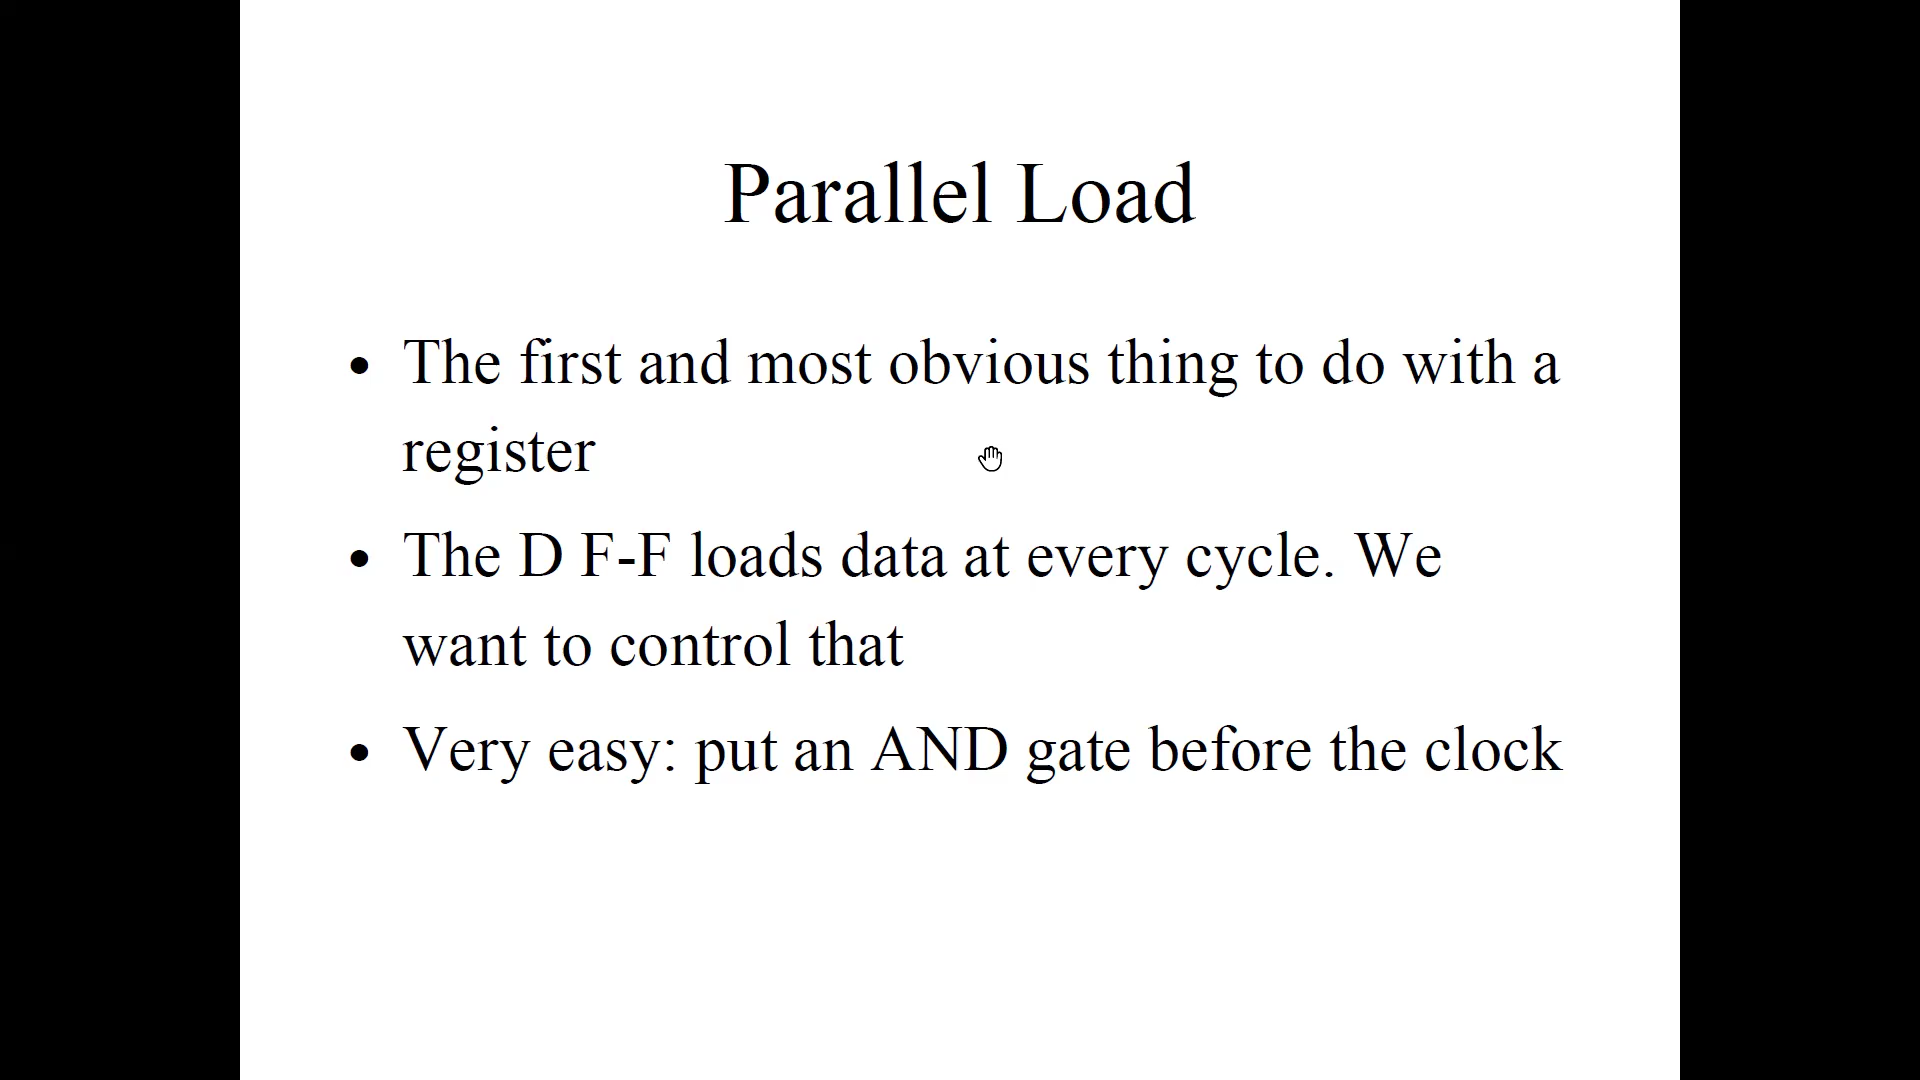 Parallel Load
• The first and most obvious thing to do with a
register
• The D F-F loads data at every cycle. We
want to control that
• Very easy: put an AND gate before the clock